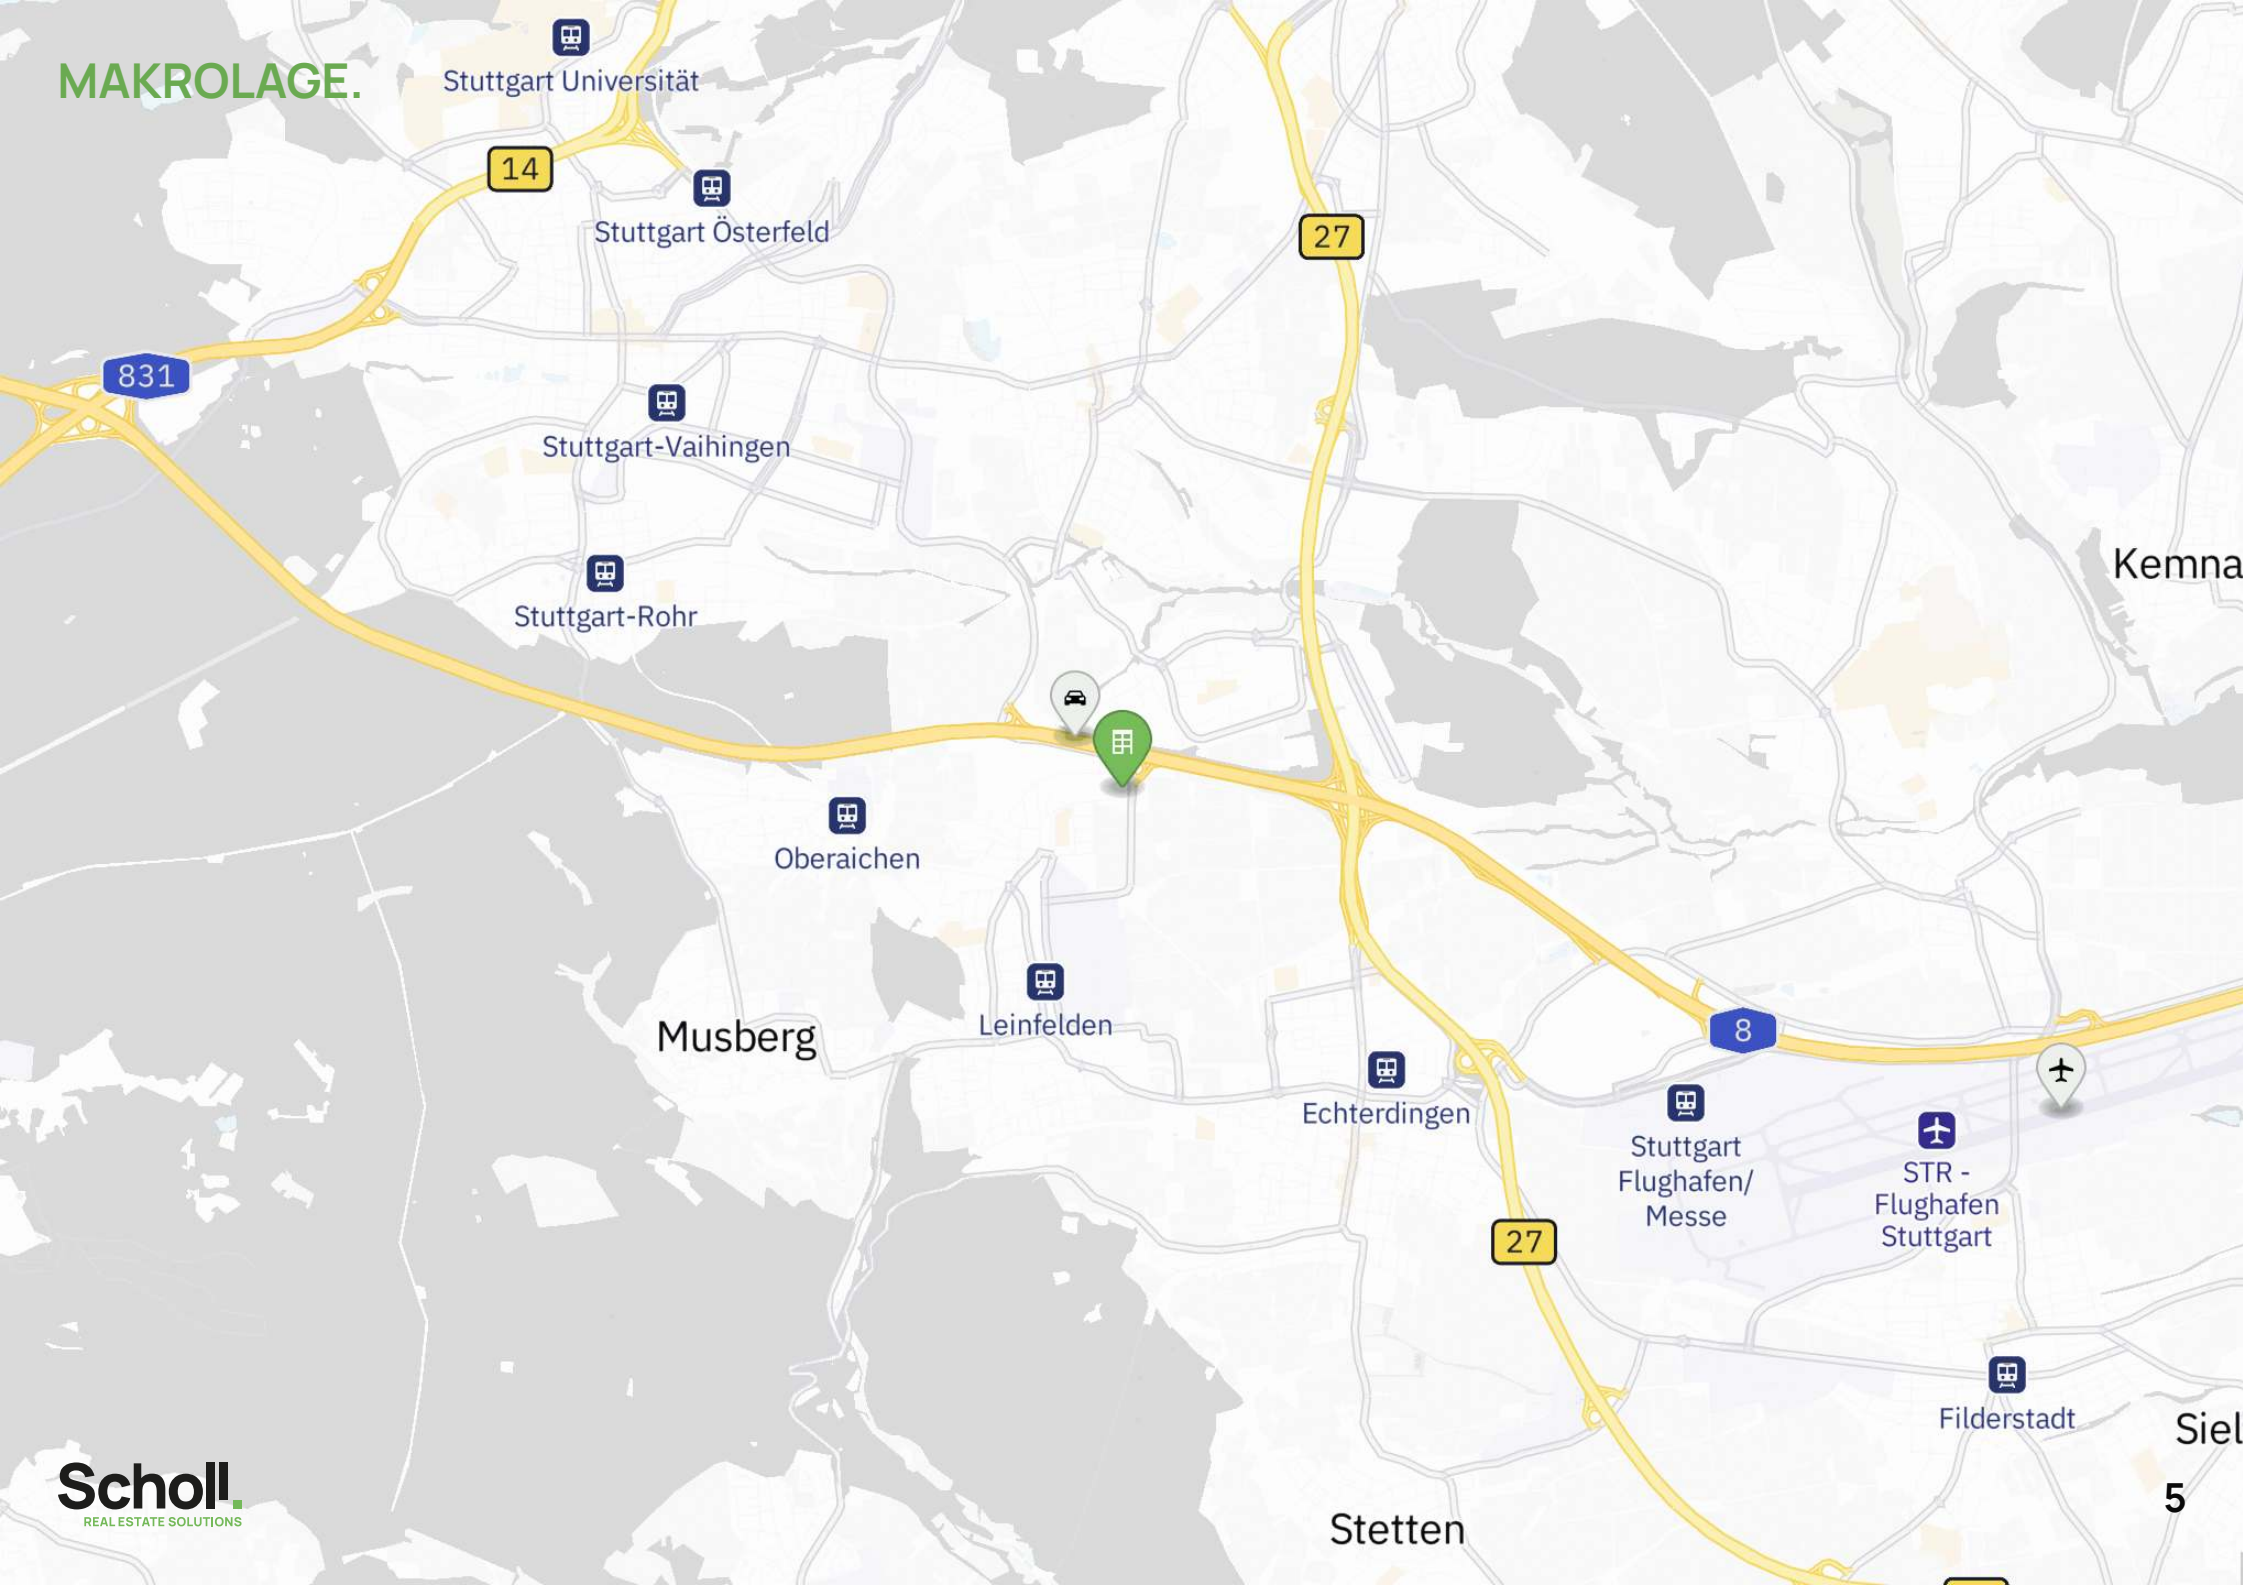 MAKROLAGE.
Stuttgart Universität
14
Stuttgart Österfeld
27
831
Stuttgart-Vaihingen
Kemna
Stuttgart-Rohr
Oberaichen
Leinfelden
Musberg
8
Echterdingen
Stuttgart
Flughafen/
Messe
STR -
Flughafen
Stuttgart
27
Filderstadt
Siel
Scholl.
REAL ESTATE SOLUTIONS
5
Stetten